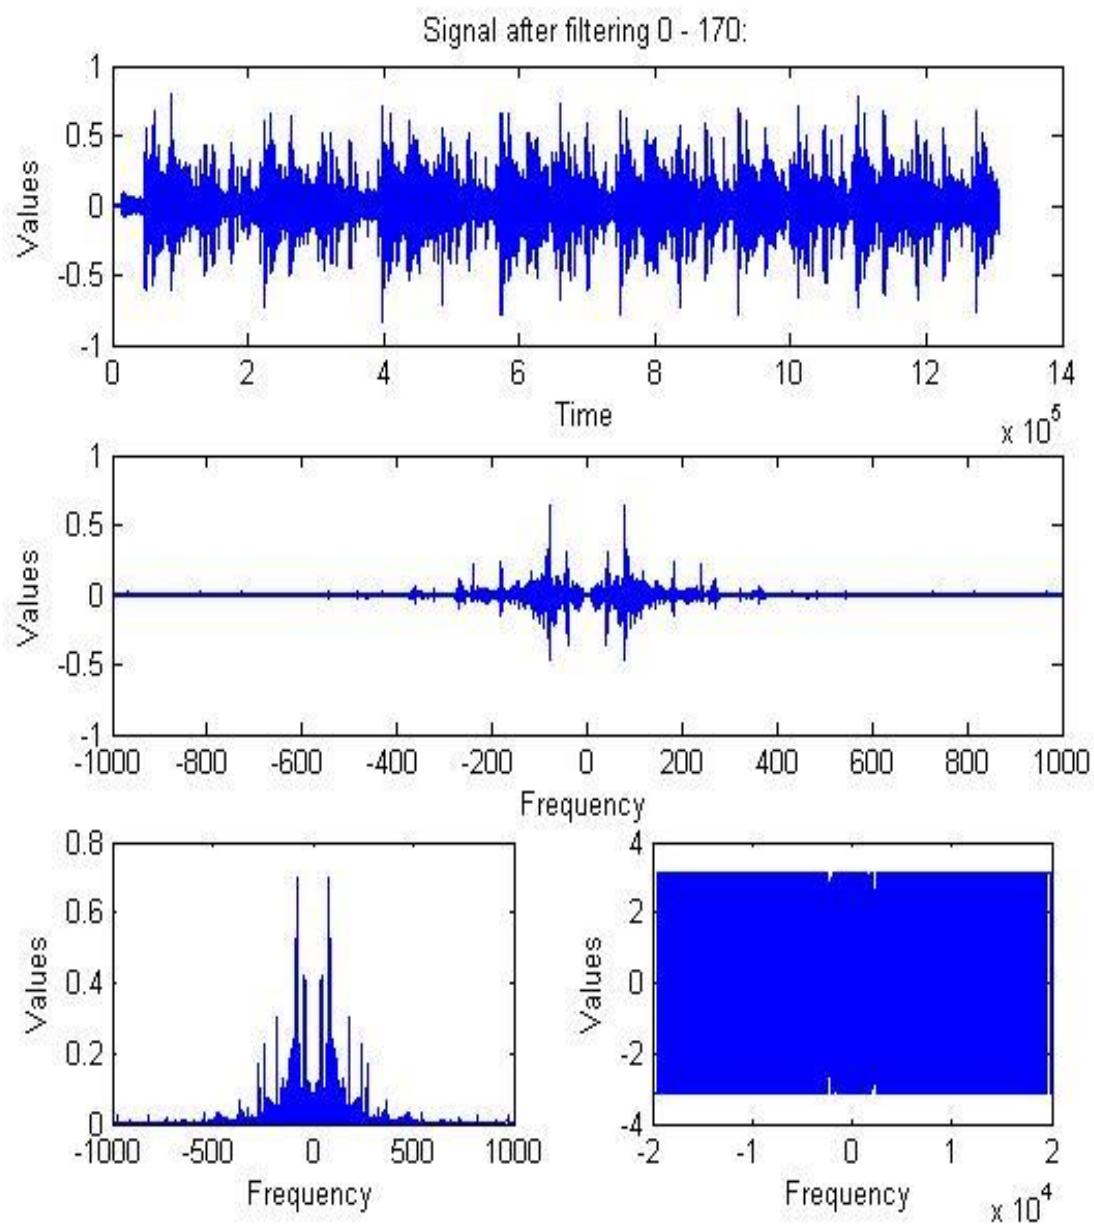 Signal after filtering 0 - 170:
1
0.5
0
-0.5
-1
Values
0 2 4 6 8 10 12 14
Time
x 10^5
1
0.5
0
-0.5
-1
Values
-1000 -800 -600 -400 -200 0 200 400 600 800 1000
Frequency
0.8
0.6
0.4
0.2
0
Values
-1000 -500 0 500 1000
Frequency
4
2
0
-2
-4
Values
-2 -1 0 1 2
Frequency
x 10^4